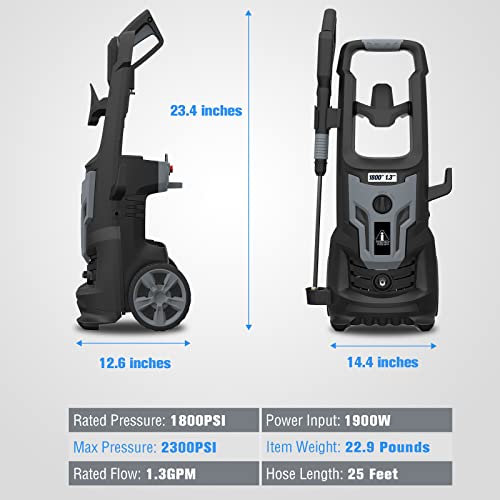 23.4 inches
1800" 1.3"
12.6 inches
14.4 inches
Rated Pressure: 1800PSI
Power Input: 1900W
Max Pressure: 2300PSI
Item Weight: 22.9 Pounds
Rated Flow: 1.3GPM
Hose Length: 25 Feet